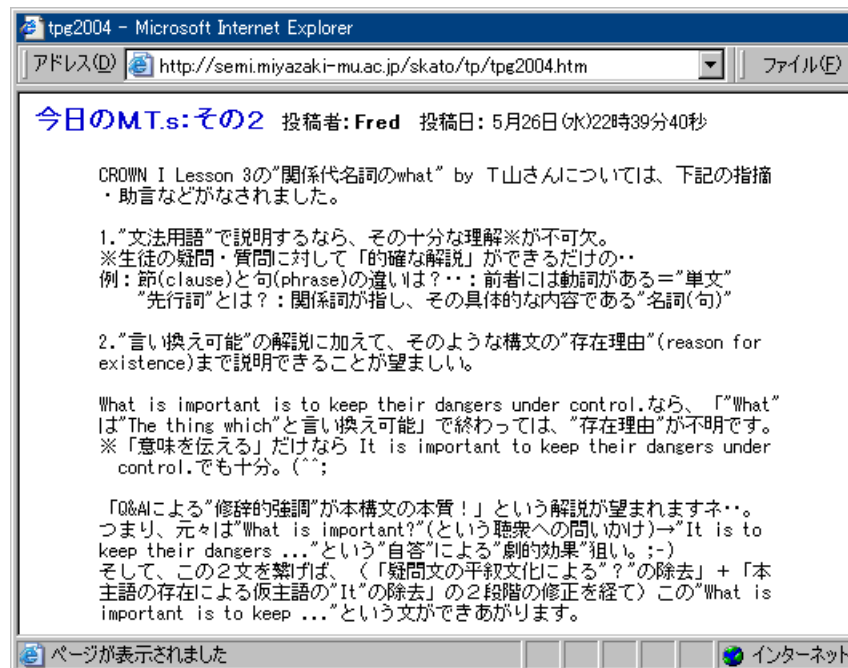 tpg2004 - Microsoft Internet Explorer
アドレス(D) http://semi.miyazaki-mu.ac.jp/skato/tp/tpg2004.htm ファイル(F)
今日のM.T.s:その2 投稿者:Fred 投稿日: 5月26日(水)22時39分40秒
CROWN I Lesson 3の"関係代名詞のwhat" by T山さんについては、下記の指摘
・助言などがなされました。
1."文法用語"で説明するなら、その十分な理解※が不可欠。
※生徒の疑問・質問に対して「的確な解説」ができるだけの・・
例：節(clause)と句(phrase)の違いは？・・：前者には動詞がある＝"単文"
"先行詞"とは？：関係詞が指し、その具体的な内容である"名詞(句)"
2."言い換え可能"の解説に加えて、そのような構文の"存在理由"(reason for
existence)まで説明できることが望ましい。
What is important is to keep their dangers under control.なら、「"What"
は"The thing which"と言い換え可能」で終わっては、"存在理由"が不明です。
※「意味を伝える」だけなら It is important to keep their dangers under
control.でも十分。(^^;
「Q&Aによる"修辞的強調"が本構文の本質！」という解説が望まれますネ・・。
つまり、元々は"What is important?"(という聴衆への問いかけ)→"It is to
keep their dangers ..."という"自答"による"劇的効果"狙い。;-)
そして、この２文を繋げば、（「疑問文の平叙文化による"？"の除去」＋「本
主語の存在による仮主語の"It"の除去」の２段階の修正を経て）この"What is
important is to keep ..."という文ができあがります。
ページが表示されました インターネット